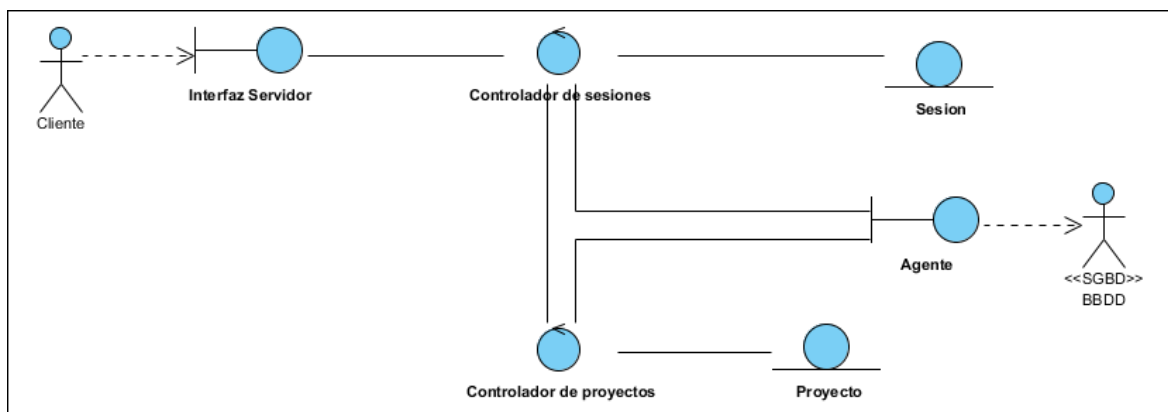 Cliente
Interfaz Servidor
Controlador de sesiones
Sesion
Agente
<<SGBD>>
BBDD
Controlador de proyectos
Proyecto